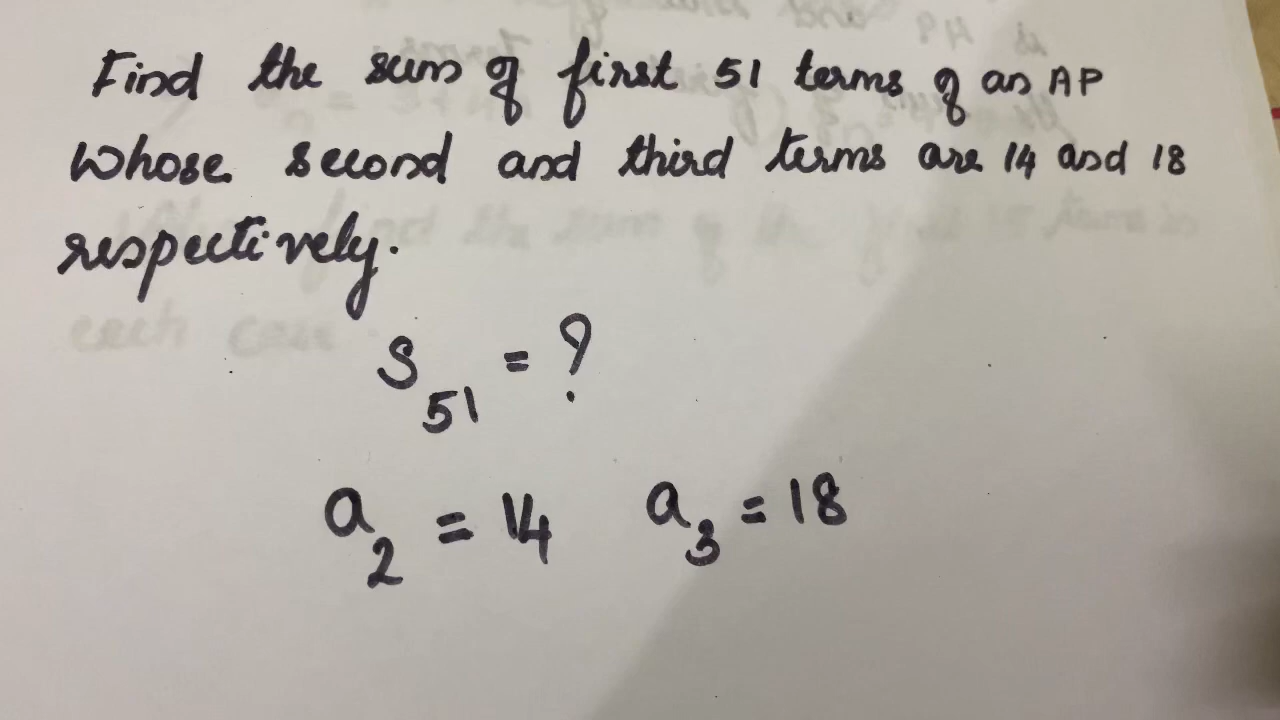 Find the sum of first 51 terms of an AP
whose second and third terms are 14 and 18
respectively.
S₅₁ = ?
a₂ = 14 a₃ = 18